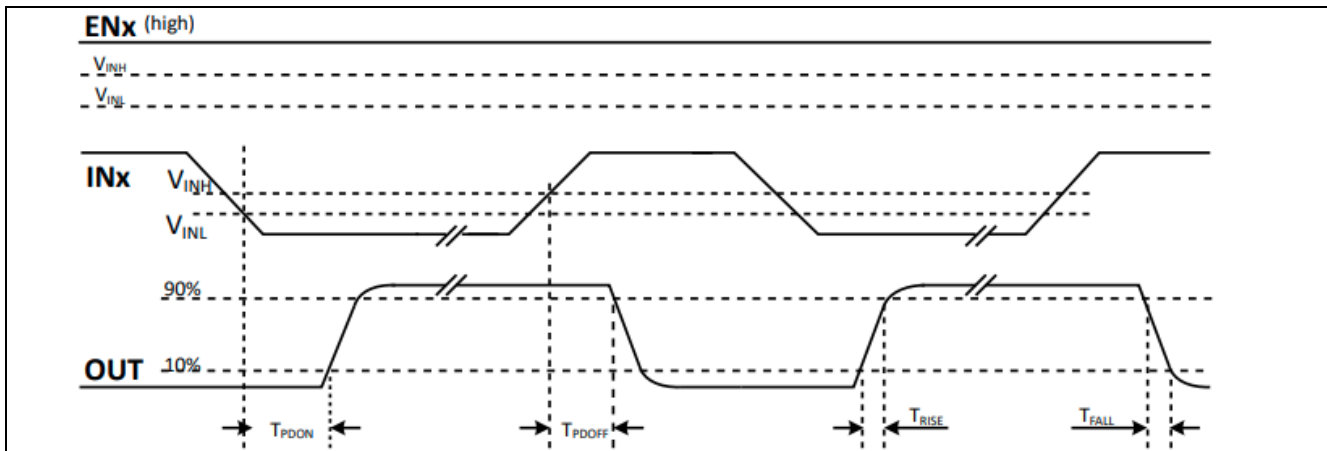 ENx (high)
VINH
VINL
INx VINH
VINL
90%
OUT 10%
TPDON TPDOFF TRISE TFALL